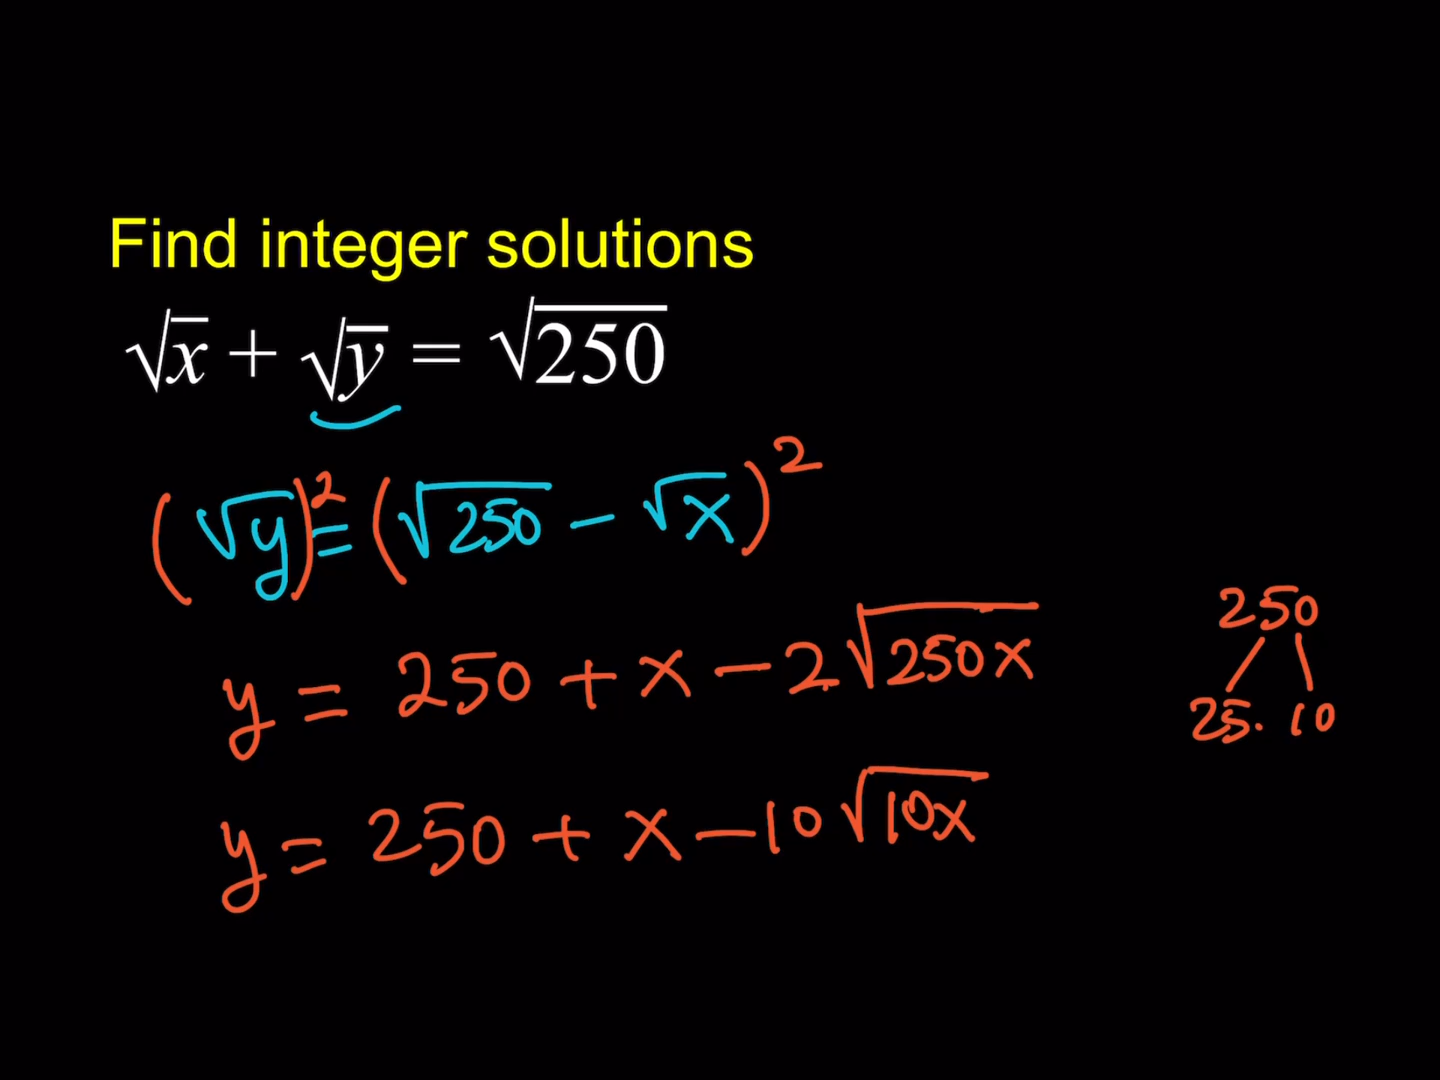 Find integer solutions
√x + √y = √250
(√y)² = (√250 − √x)²
y = 250 + x − 2√250x
250
25. 10
y = 250 + x − 10√10x